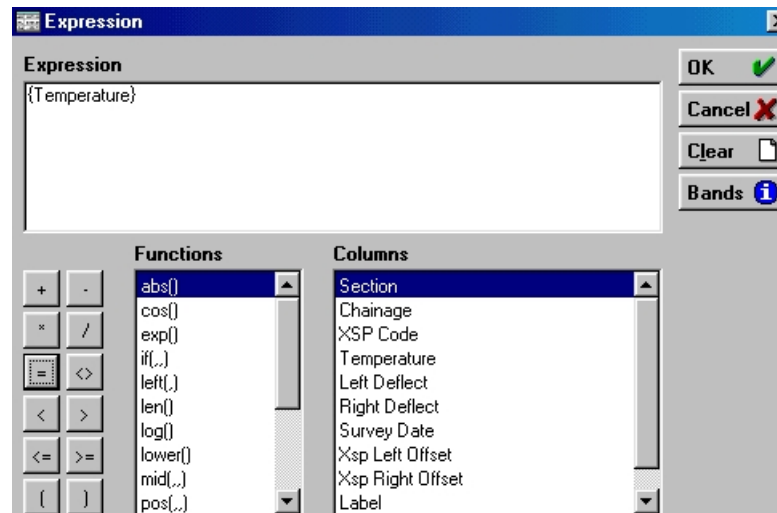 Expression
Expression
{Temperature}
OK
Cancel
Clear
Bands
Functions
Columns
+ -
* /
= <>
< >
<= >=
( )
abs()
cos()
exp()
if(,,)
left(,)
len()
log()
lower()
mid(,,)
pos(,,)
Section
Chainage
XSP Code
Temperature
Left Deflect
Right Deflect
Survey Date
Xsp Left Offset
Xsp Right Offset
Label